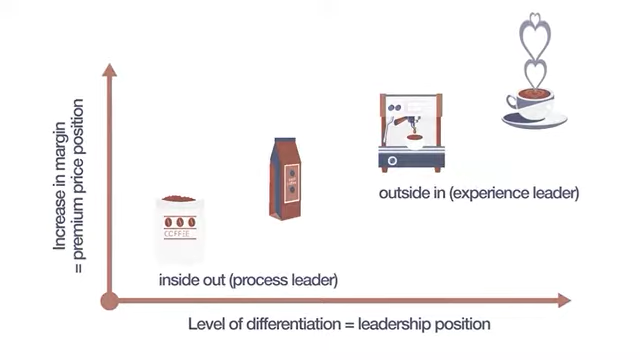 Increase in margin
= premium price position
outside in (experience leader)
COFFEE
inside out (process leader)
Level of differentiation = leadership position